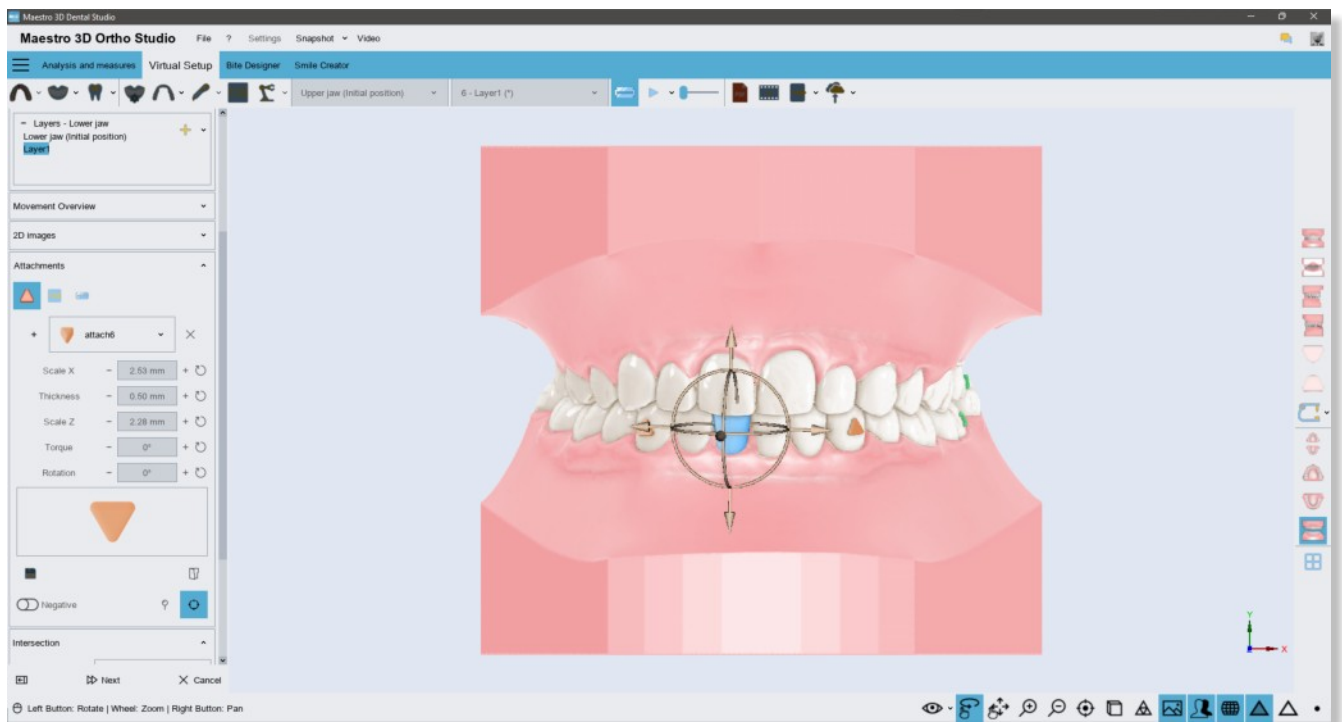 Maestro 3D Dental Studio
Maestro 3D Ortho Studio File ? Settings Snapshot Video
Analysis and measures Virtual Setup Bite Designer Smile Creator
Upper jaw (Initial position) 6 - Layer1 (*)
- Layers - Lower jaw
Lower jaw (Initial position)
Layer1
Movement Overview
2D images
Attachments
+ attach6
Scale X - 2.53 mm +
Thickness - 0.50 mm +
Scale Z - 2.28 mm +
Torque - 0° +
Rotation - 0° +
Negative
Intersection
Next Cancel
Left Button: Rotate | Wheel: Zoom | Right Button: Pan
Y
X